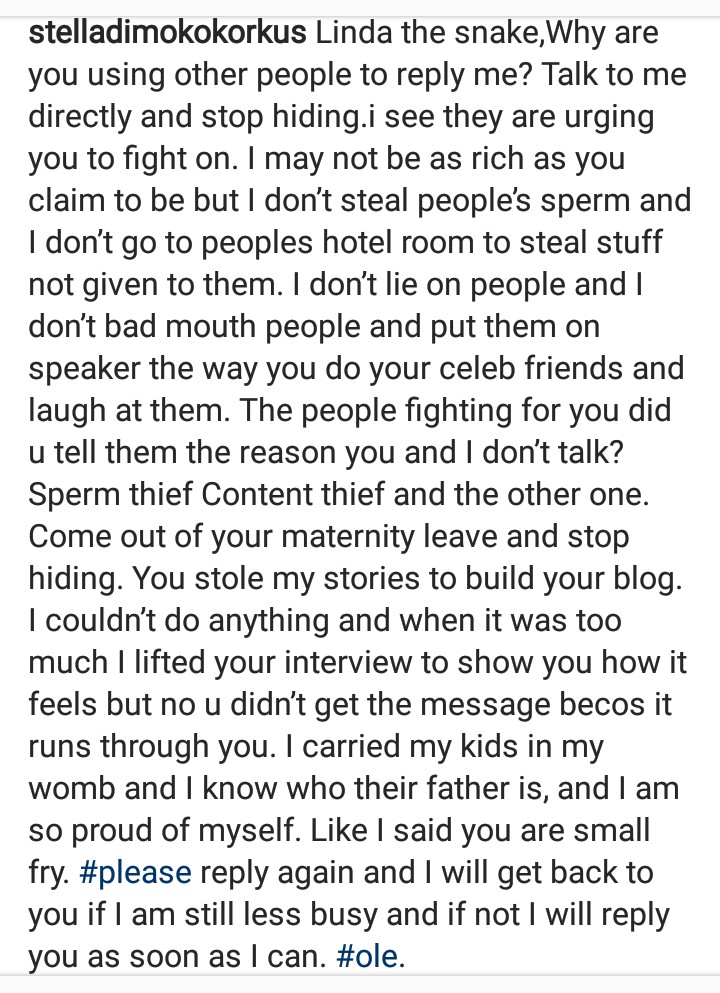 stelladimokokorkus Linda the snake,Why are
you using other people to reply me? Talk to me
directly and stop hiding.i see they are urging
you to fight on. I may not be as rich as you
claim to be but I don’t steal people’s sperm and
I don’t go to peoples hotel room to steal stuff
not given to them. I don’t lie on people and I
don’t bad mouth people and put them on
speaker the way you do your celeb friends and
laugh at them. The people fighting for you did
u tell them the reason you and I don’t talk?
Sperm thief Content thief and the other one.
Come out of your maternity leave and stop
hiding. You stole my stories to build your blog.
I couldn’t do anything and when it was too
much I lifted your interview to show you how it
feels but no u didn’t get the message becos it
runs through you. I carried my kids in my
womb and I know who their father is, and I am
so proud of myself. Like I said you are small
fry. #please reply again and I will get back to
you if I am still less busy and if not I will reply
you as soon as I can. #ole.